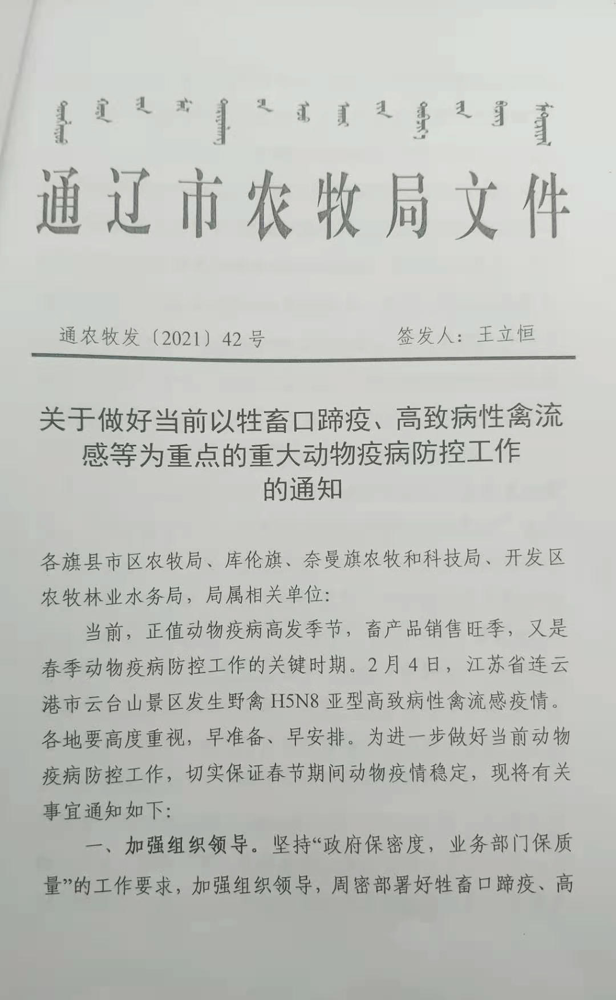 通辽市农牧局文件
通农牧发〔2021〕42号 签发人：王立恒
关于做好当前以牲畜口蹄疫、高致病性禽流
感等为重点的重大动物疫病防控工作
的通知
各旗县市区农牧局、库伦旗、奈曼旗农牧和科技局、开发区
农牧林业水务局，局属相关单位：
当前，正值动物疫病高发季节，畜产品销售旺季，又是
春季动物疫病防控工作的关键时期。2月4日，江苏省连云
港市云台山景区发生野禽H5N8亚型高致病性禽流感疫情。
各地要高度重视，早准备、早安排。为进一步做好当前动物
疫病防控工作，切实保证春节期间动物疫情稳定，现将有关
事宜通知如下：
一、加强组织领导。坚持“政府保密度，业务部门保质
量”的工作要求，加强组织领导，周密部署好牲畜口蹄疫、高